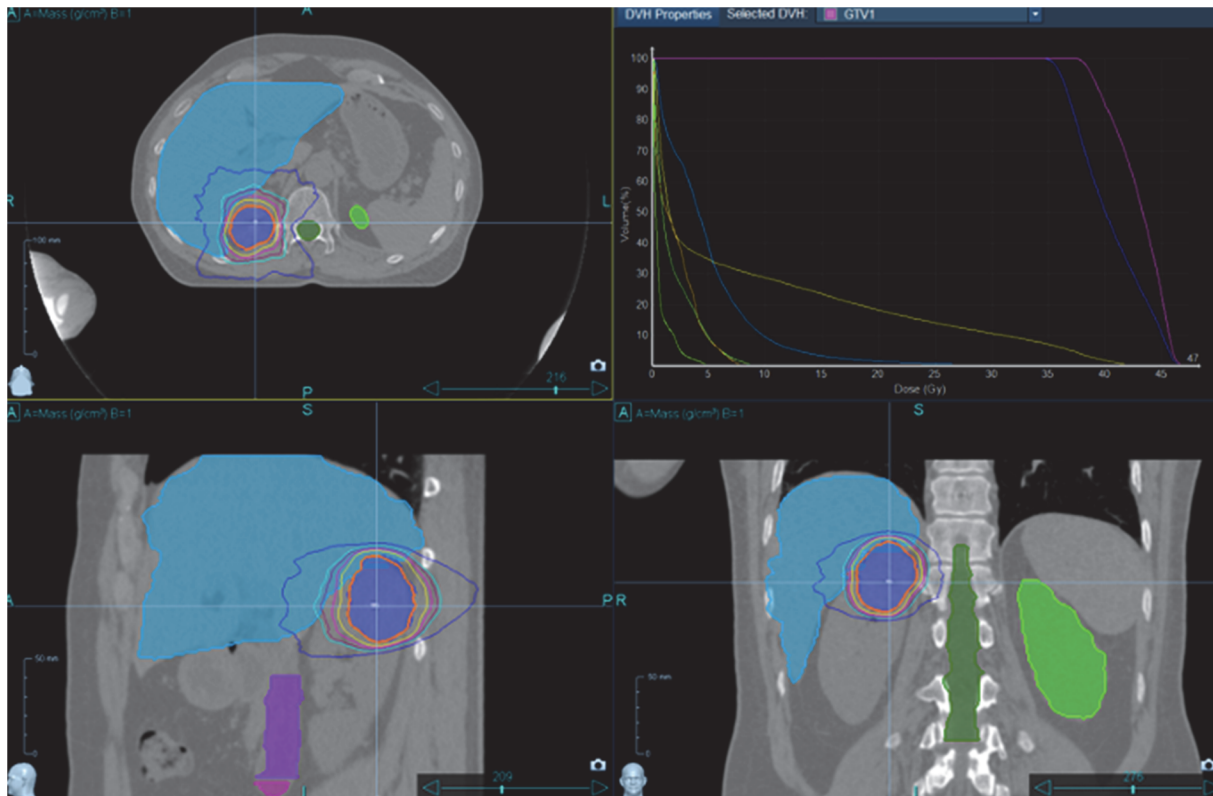 A A=Mass (g/cm³) B=1
A
R
L
100 mm
0
216
P
DVH Properties Selected DVH: GTV1
Volume(%)
100
90
80
70
60
50
40
30
20
10
0 5 10 15 20 25 30 35 40 45
47
Dose (Gy)
A A=Mass (g/cm³) B=1
S
A
P
50 mm
0
209
I
A A=Mass (g/cm³) B=1
S
R
50 mm
0
276
I